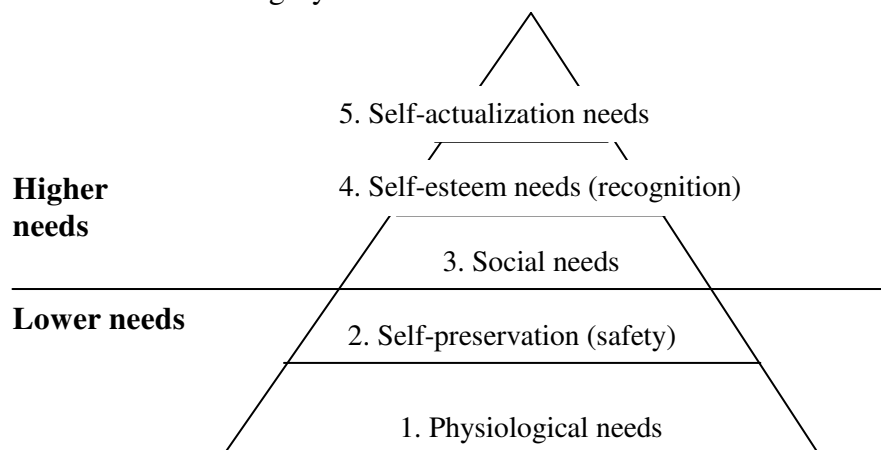 5. Self-actualization needs
Higher
needs
4. Self-esteem needs (recognition)
3. Social needs
Lower needs
2. Self-preservation (safety)
1. Physiological needs